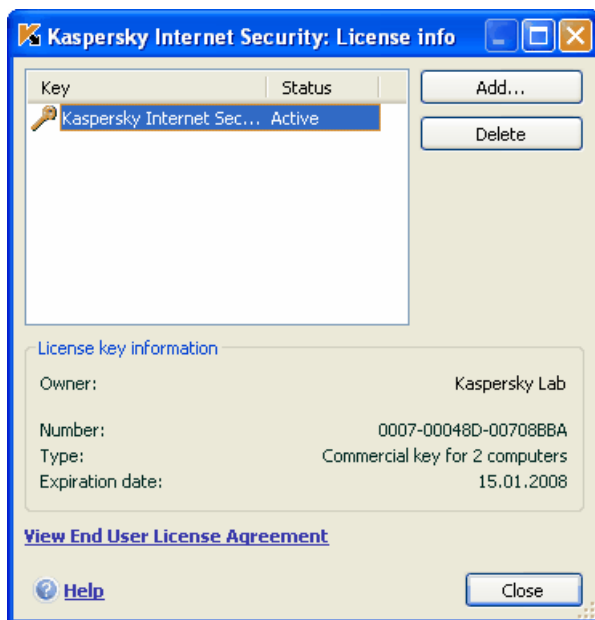 Kaspersky Internet Security: License info
Key Status Add...
Kaspersky Internet Sec... Active
Delete
License key information
Owner: Kaspersky Lab
Number: 0007-00048D-00708BBA
Type: Commercial key for 2 computers
Expiration date: 15.01.2008
View End User License Agreement
Help Close